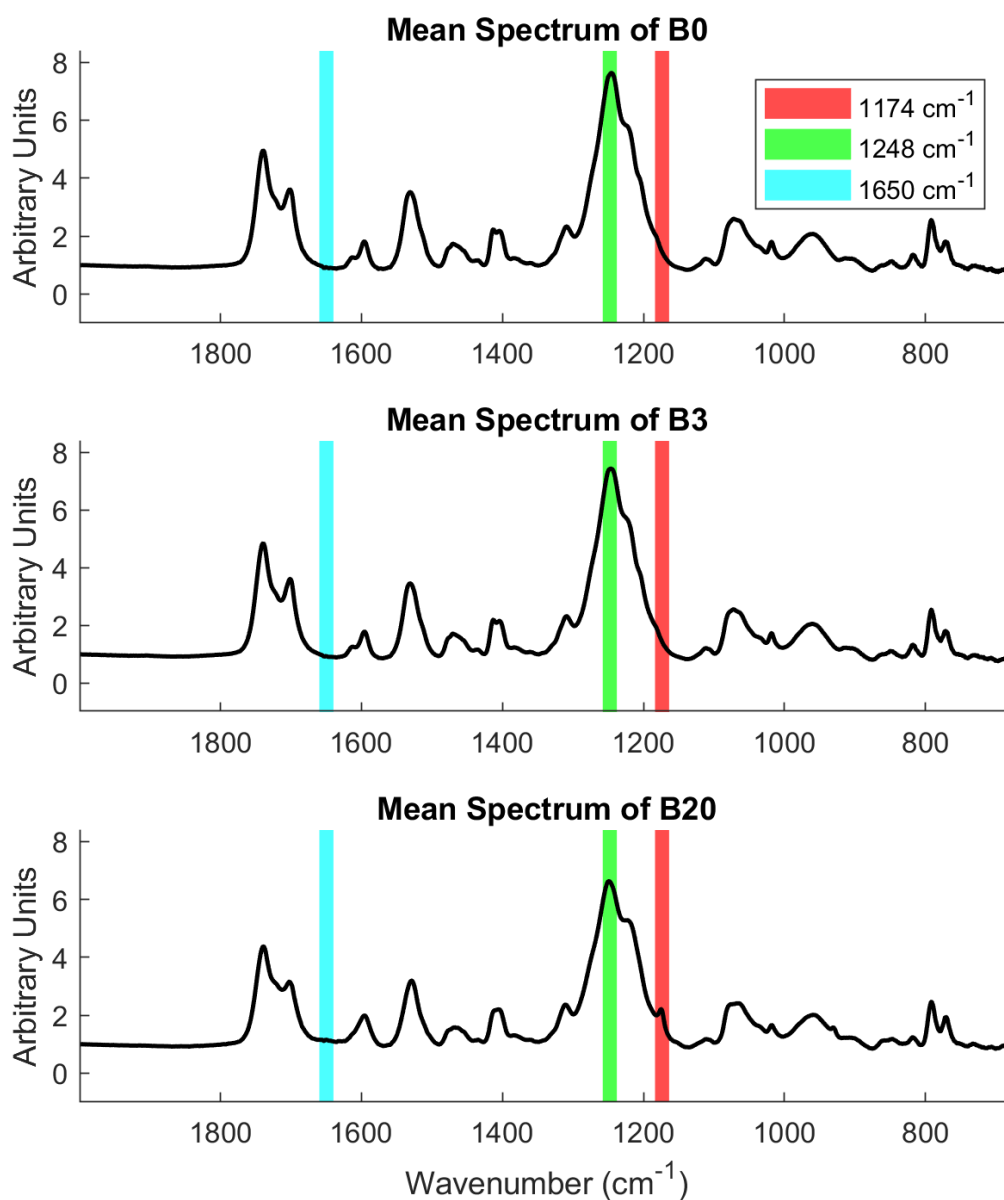 Mean Spectrum of B0
Arbitrary Units
8
6
4
2
0
1174 cm⁻¹
1248 cm⁻¹
1650 cm⁻¹
1800 1600 1400 1200 1000 800
Mean Spectrum of B3
Arbitrary Units
8
6
4
2
0
1800 1600 1400 1200 1000 800
Mean Spectrum of B20
Arbitrary Units
8
6
4
2
0
1800 1600 1400 1200 1000 800
Wavenumber (cm⁻¹)